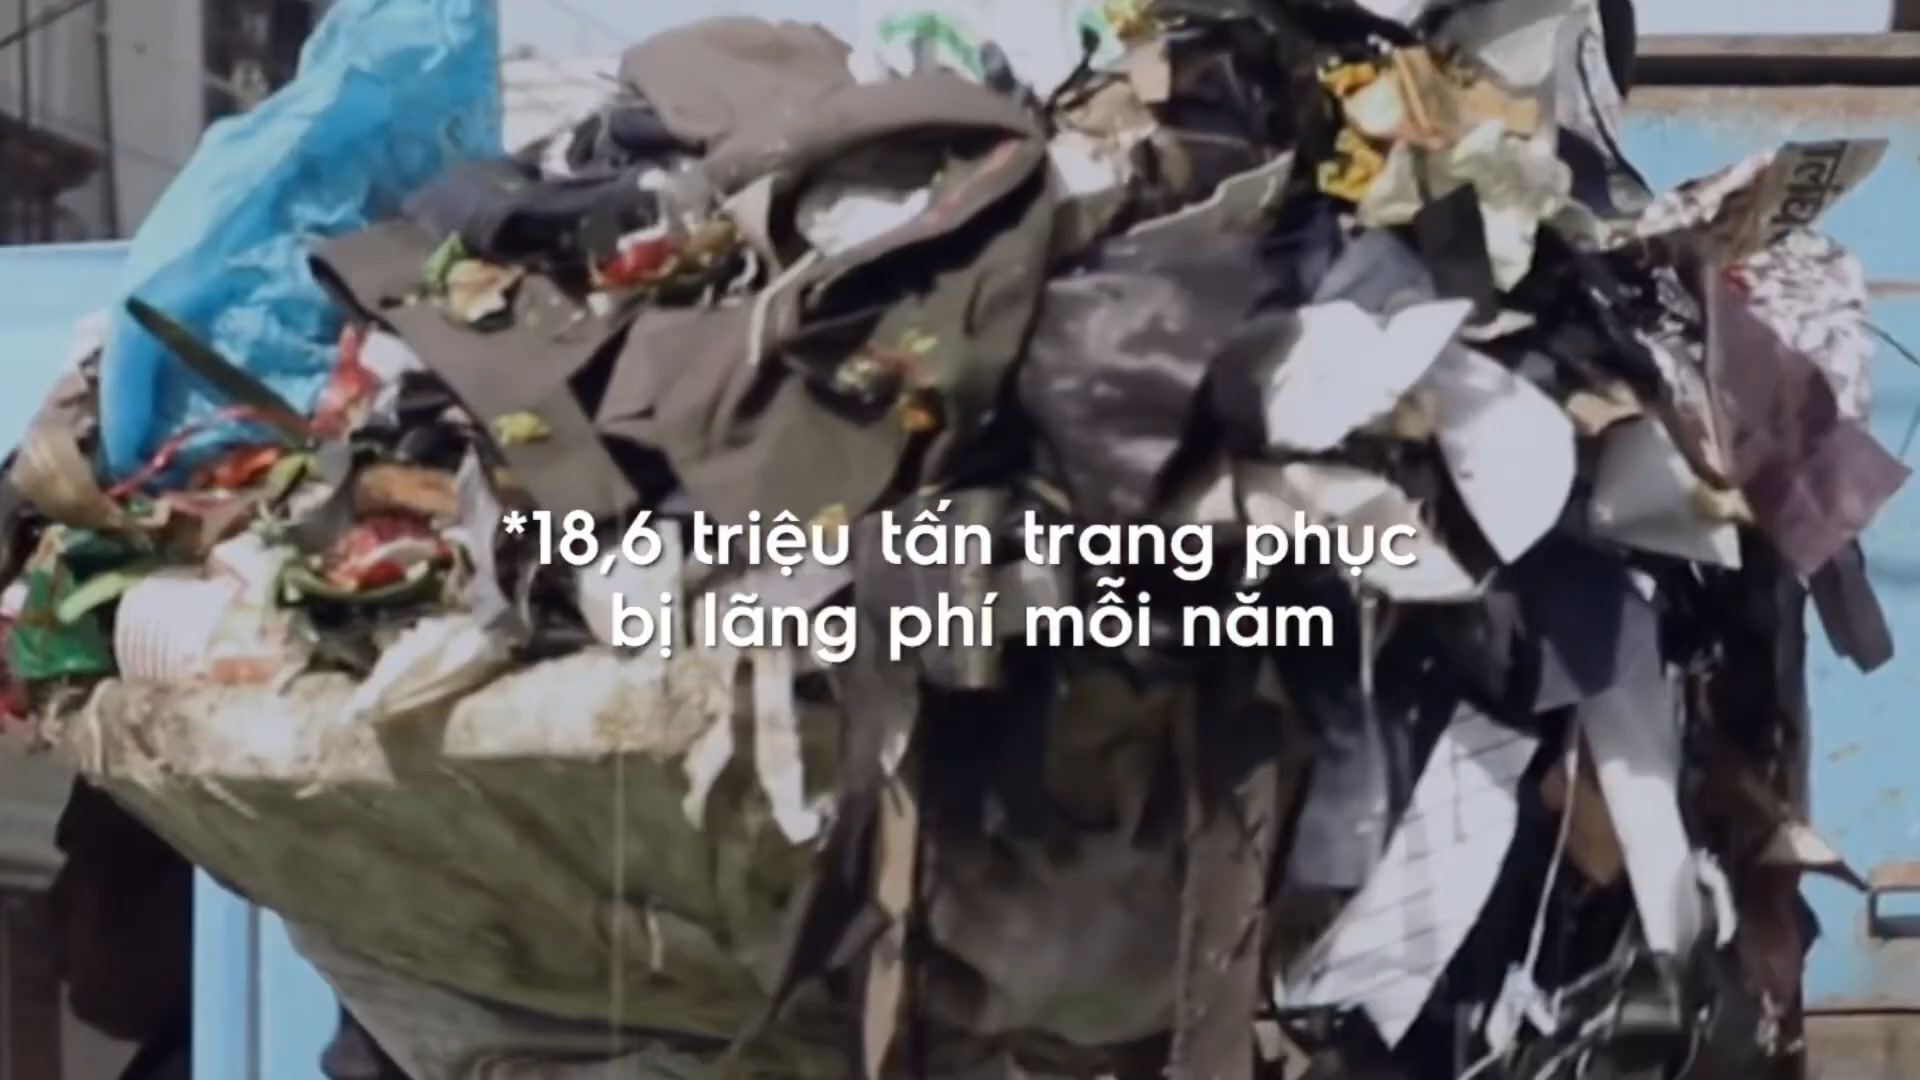 *18,6 triệu tấn trang phục
bị lãng phí mỗi năm